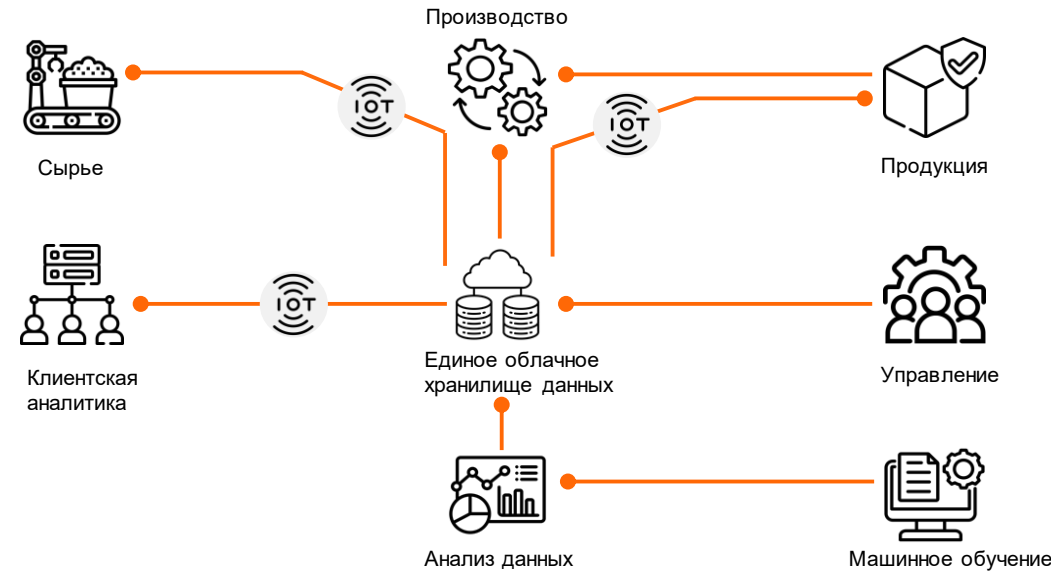 Производство
IOT
IOT
Сырье
Продукция
IOT
Единое облачное
хранилище данных
Клиентская
аналитика
Управление
Анализ данных
Машинное обучение